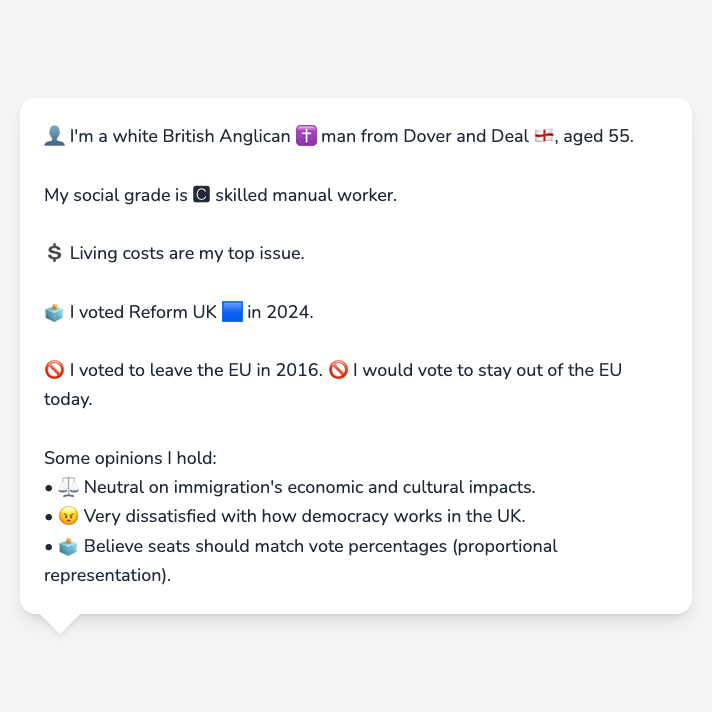 👤 I'm a white British Anglican ✝️ man from Dover and Deal 🏴󠁧󠁢󠁥󠁮󠁧󠁿, aged 55.
My social grade is 🅲 skilled manual worker.
💲 Living costs are my top issue.
🗳️ I voted Reform UK 🟦 in 2024.
🚫 I voted to leave the EU in 2016. 🚫 I would vote to stay out of the EU
today.
Some opinions I hold:
• ⚖️ Neutral on immigration's economic and cultural impacts.
• 😠 Very dissatisfied with how democracy works in the UK.
• 🗳️ Believe seats should match vote percentages (proportional
representation).